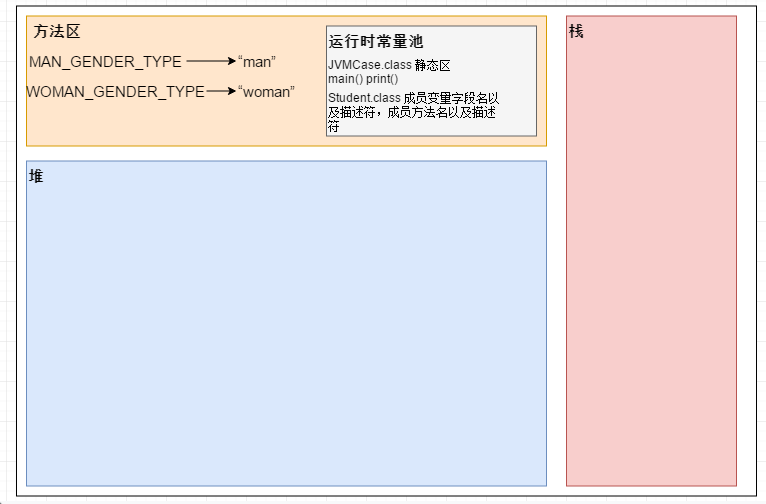 方法区
MAN_GENDER_TYPE “man”
WOMAN_GENDER_TYPE “woman”
运行时常量池
JVMCase.class 静态区
main() print()
Student.class 成员变量字段名以
及描述符，成员方法名以及描述
符
堆
栈